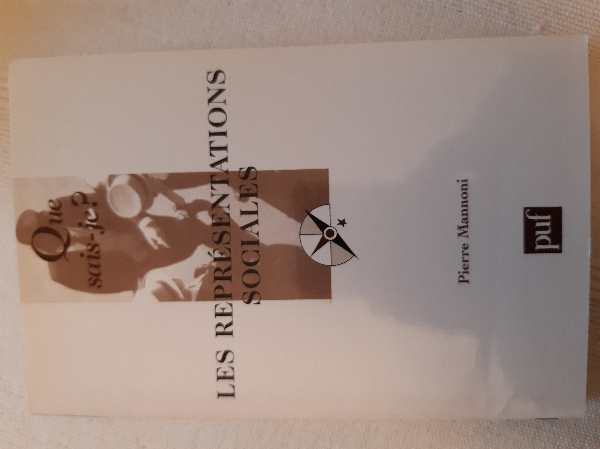 Que
sais-je?
LES REPRÉSENTATIONS
SOCIALES
Pierre Mannoni
puf